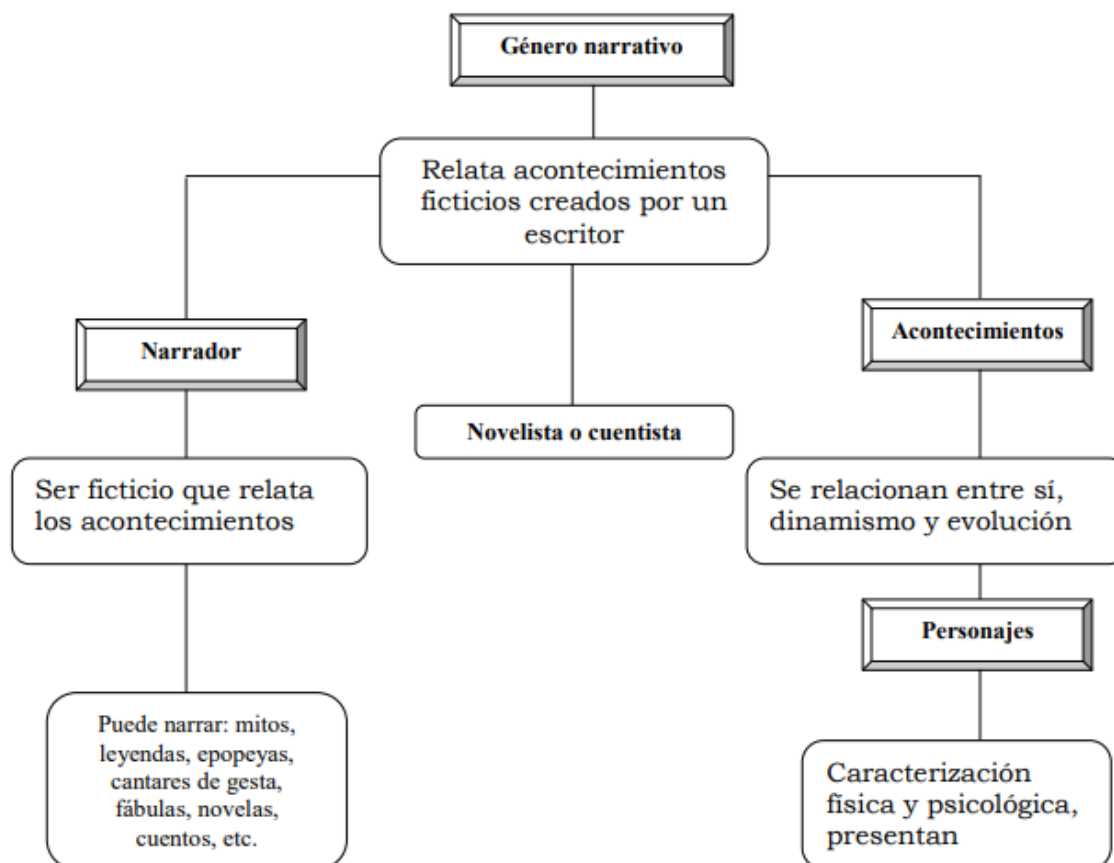 Género narrativo
Relata acontecimientos
ficticios creados por un
escritor
Narrador
Acontecimientos
Novelista o cuentista
Ser ficticio que relata
los acontecimientos
Se relacionan entre sí,
dinamismo y evolución
Personajes
Puede narrar: mitos,
leyendas, epopeyas,
cantares de gesta,
fábulas, novelas,
cuentos, etc.
Caracterización
física y psicológica,
presentan